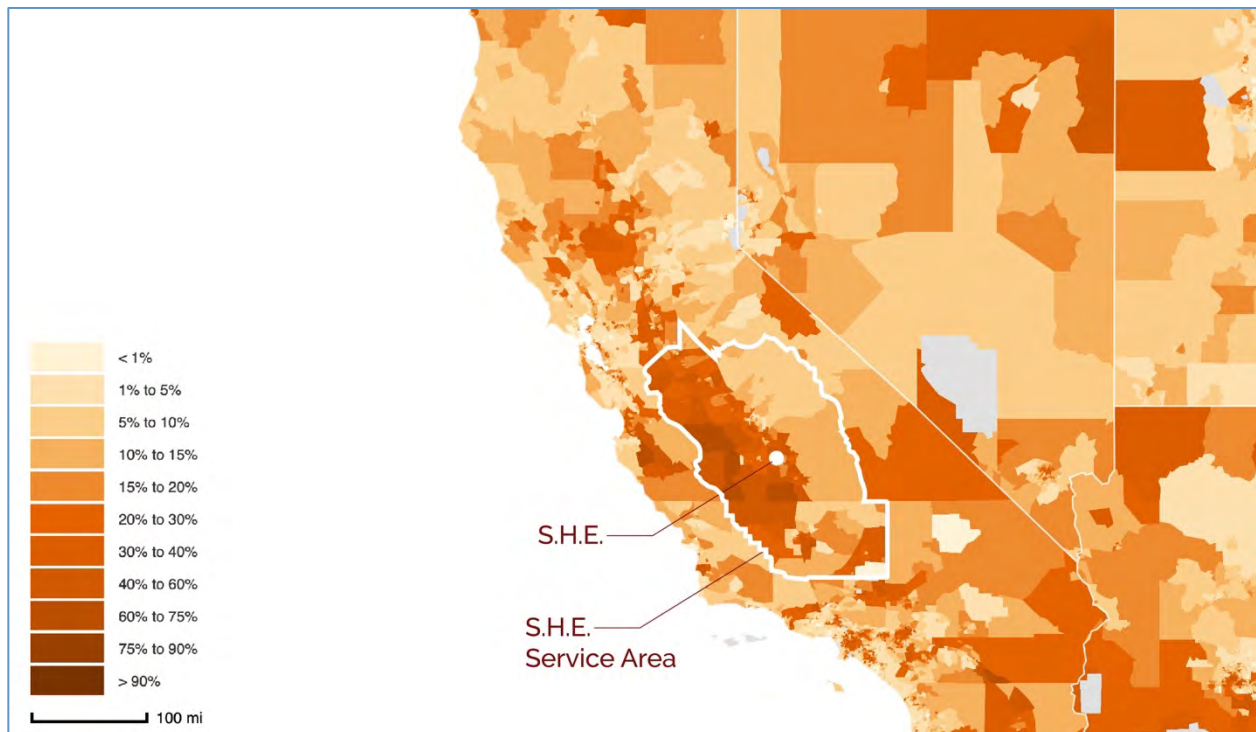 < 1%
1% to 5%
5% to 10%
10% to 15%
15% to 20%
20% to 30%
30% to 40%
40% to 60%
60% to 75%
75% to 90%
> 90%
100 mi
S.H.E.
S.H.E.
Service Area